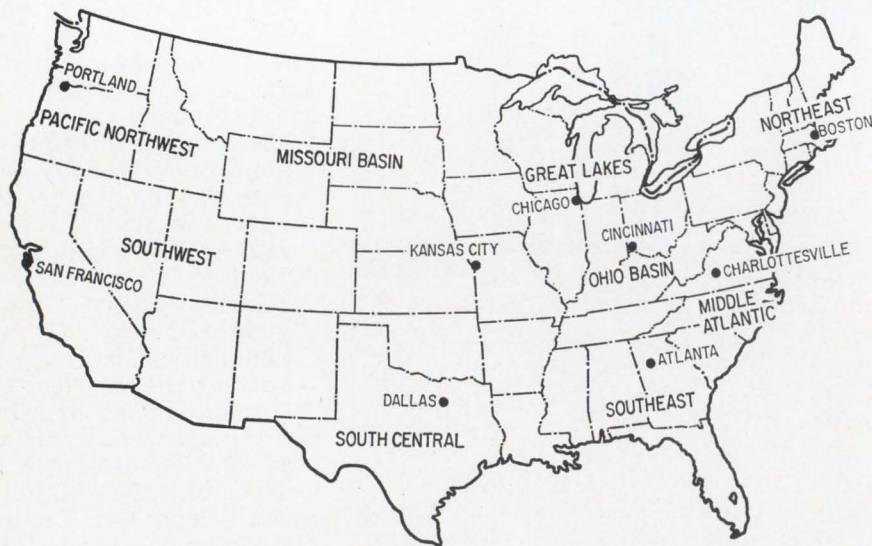 PORTLAND
PACIFIC NORTHWEST
MISSOURI BASIN
NORTHEAST
BOSTON
GREAT LAKES
CHICAGO
SOUTHWEST
KANSAS CITY
CINCINNATI
SAN FRANCISCO
OHIO BASIN
CHARLOTTESVILLE
MIDDLE
ATLANTIC
ATLANTA
DALLAS
SOUTHEAST
SOUTH CENTRAL